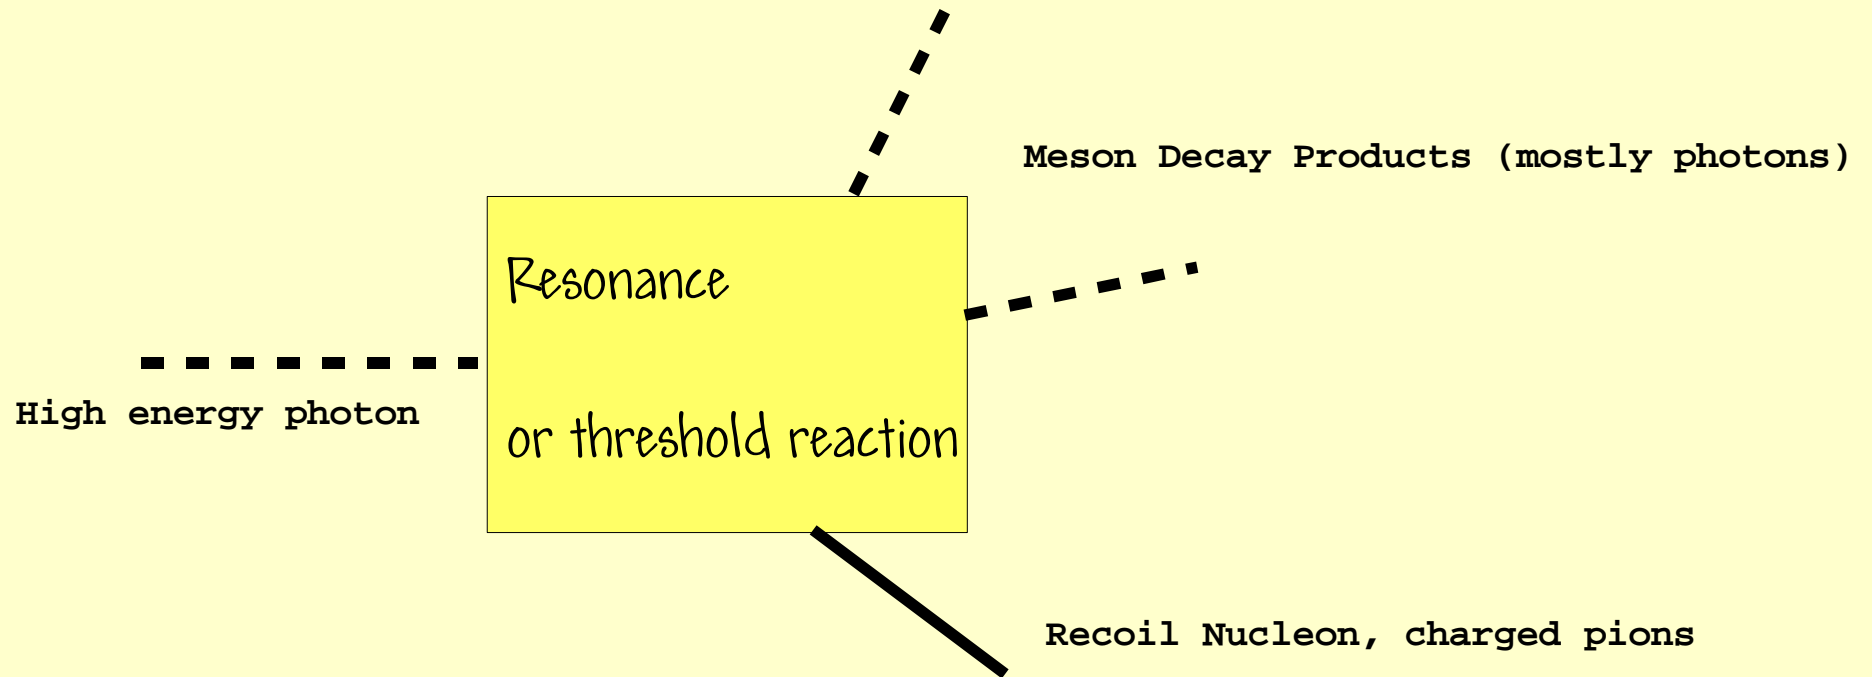 Meson Decay Products (mostly photons)
Resonance
High energy photon
or threshold reaction
Recoil Nucleon, charged pions